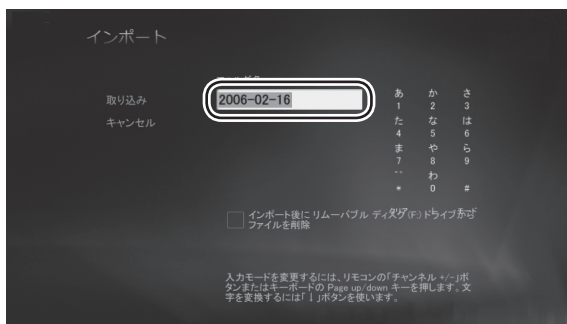 インポート
取り込み
キャンセル
2006-02-16
あ か さ
1 2 3
た な は
4 5 6
ま や ら
7 8 9
゛゜ わ
* 0 #
インポート後に リムーバブル ディスク (F:) ドライブから
ファイルを削除
入力モードを変更するには、リモコンの「チャンネル +/-」ボ
タンまたはキーボードの Page up/down キーを押します。文
字を変換するには「↓」ボタンを使います。